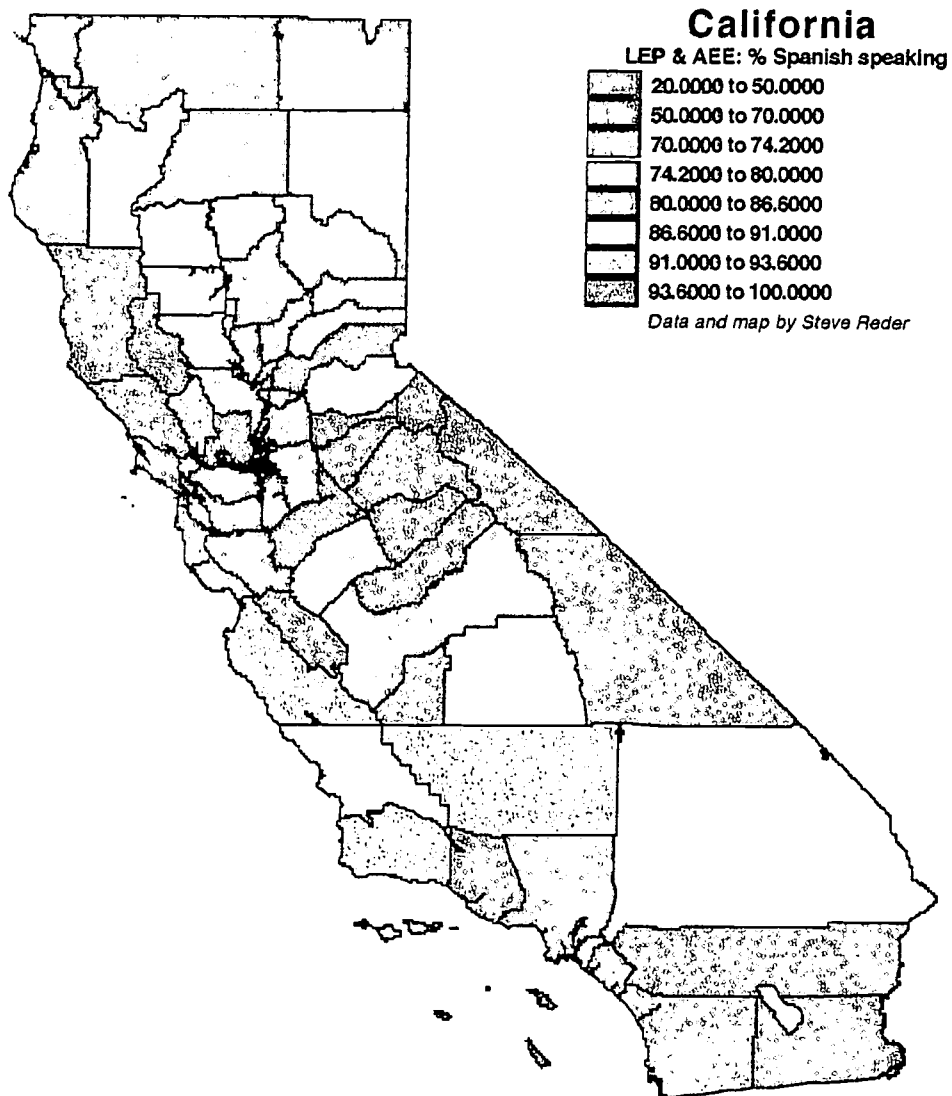 California
LEP & AEE: % Spanish speaking
20.0000 to 50.0000
50.0000 to 70.0000
70.0000 to 74.2000
74.2000 to 80.0000
80.0000 to 86.6000
86.6000 to 91.0000
91.0000 to 93.6000
93.6000 to 100.0000
Data and map by Steve Reder